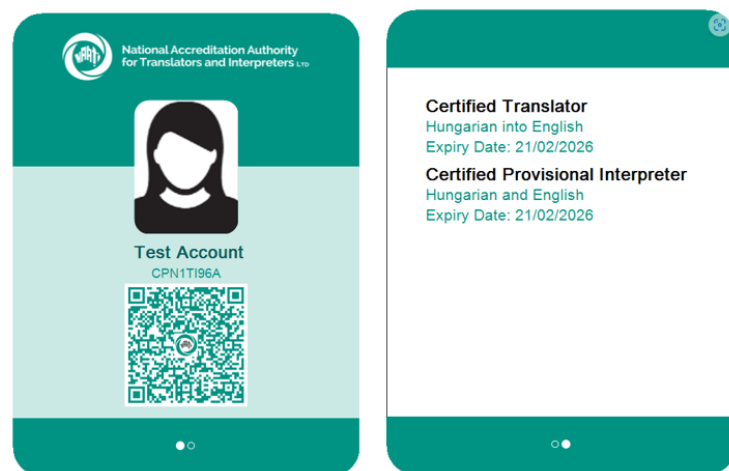 NAATI
National Accreditation Authority
for Translators and Interpreters LTD
Test Account
CPN1TI96A
Certified Translator
Hungarian into English
Expiry Date: 21/02/2026
Certified Provisional Interpreter
Hungarian and English
Expiry Date: 21/02/2026